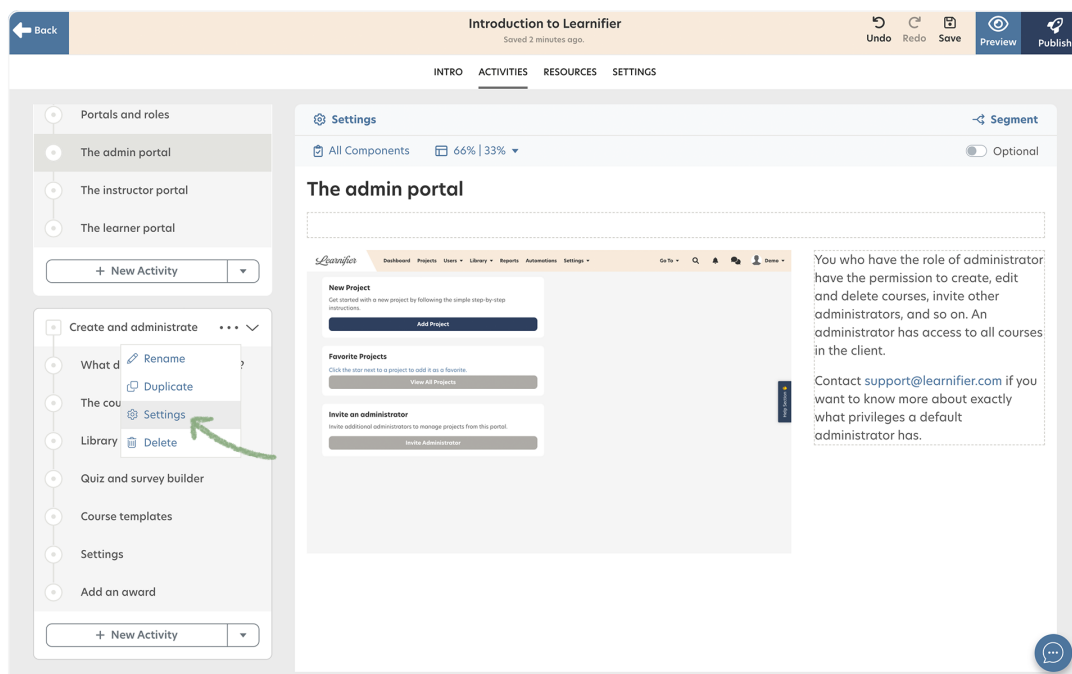 Back
Introduction to Learnifier
Saved 2 minutes ago.
Undo
Redo
Save
Preview
Publish
INTRO
ACTIVITIES
RESOURCES
SETTINGS
Portals and roles
The admin portal
The instructor portal
The learner portal
+ New Activity
Create and administrate
What d
?
Rename
Duplicate
The cou
Settings
Library
Delete
Quiz and survey builder
Course templates
Settings
Add an award
+ New Activity
Settings
Segment
All Components
66% | 33%
Optional
The admin portal
Learnifier
Dashboard
Projects
Users
Library
Reports
Automations
Settings
Go To
Demo
New Project
Get started with a new project by following the simple step-by-step
instructions.
Add Project
Favorite Projects
Click the star next to a project to add it as a favorite.
View All Projects
Invite an administrator
Invite additional administrators to manage projects from this portal.
Invite Administrator
Help Section
You who have the role of administrator
have the permission to create, edit
and delete courses, invite other
administrators, and so on. An
administrator has access to all courses
in the client.
Contact support@learnifier.com if you
want to know more about exactly
what privileges a default
administrator has.